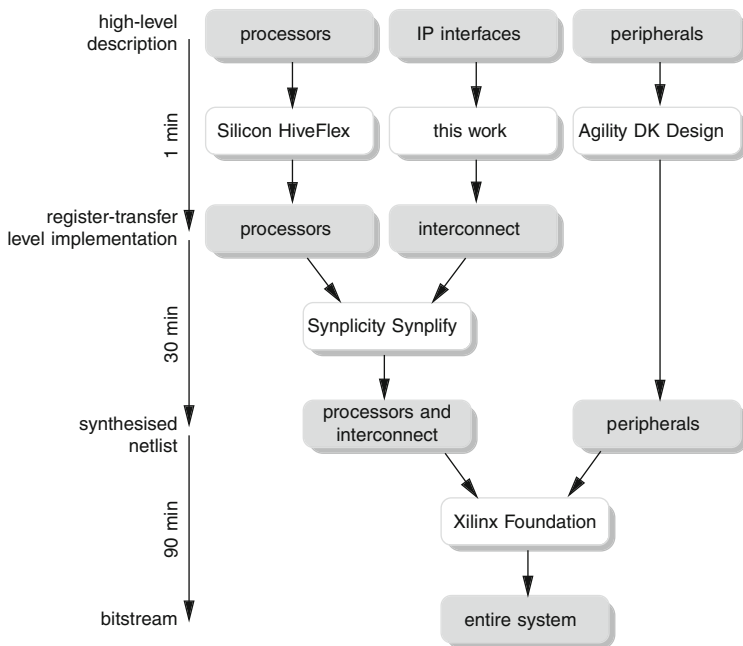 high-level
description
processors
IP interfaces
peripherals
1 min
Silicon HiveFlex
this work
Agility DK Design
register-transfer
level implementation
processors
interconnect
30 min
Synplicity Synplify
synthesised
netlist
processors and
interconnect
peripherals
90 min
Xilinx Foundation
bitstream
entire system